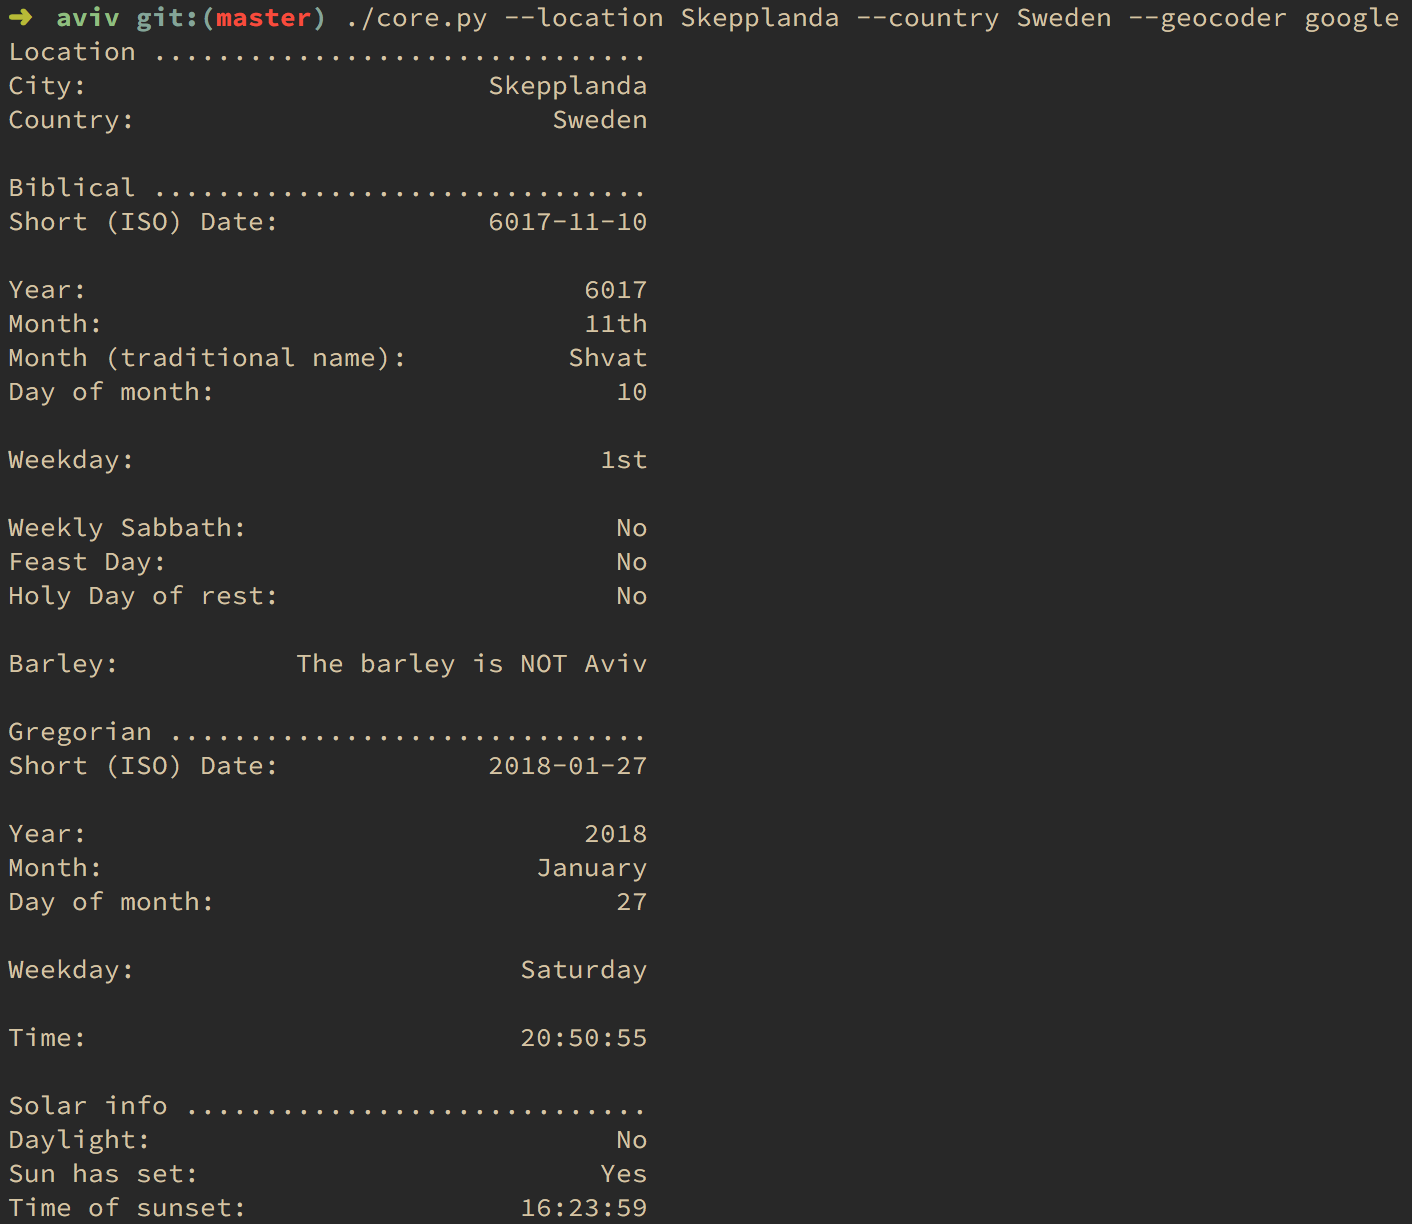 ➜ aviv git:(master) ./core.py --location Skepplanda --country Sweden --geocoder google
Location ...............................
City: Skepplanda
Country: Sweden
Biblical ...............................
Short (ISO) Date: 6017-11-10
Year: 6017
Month: 11th
Month (traditional name): Shvat
Day of month: 10
Weekday: 1st
Weekly Sabbath: No
Feast Day: No
Holy Day of rest: No
Barley: The barley is NOT Aviv
Gregorian ..............................
Short (ISO) Date: 2018-01-27
Year: 2018
Month: January
Day of month: 27
Weekday: Saturday
Time: 20:50:55
Solar info .............................
Daylight: No
Sun has set: Yes
Time of sunset: 16:23:59